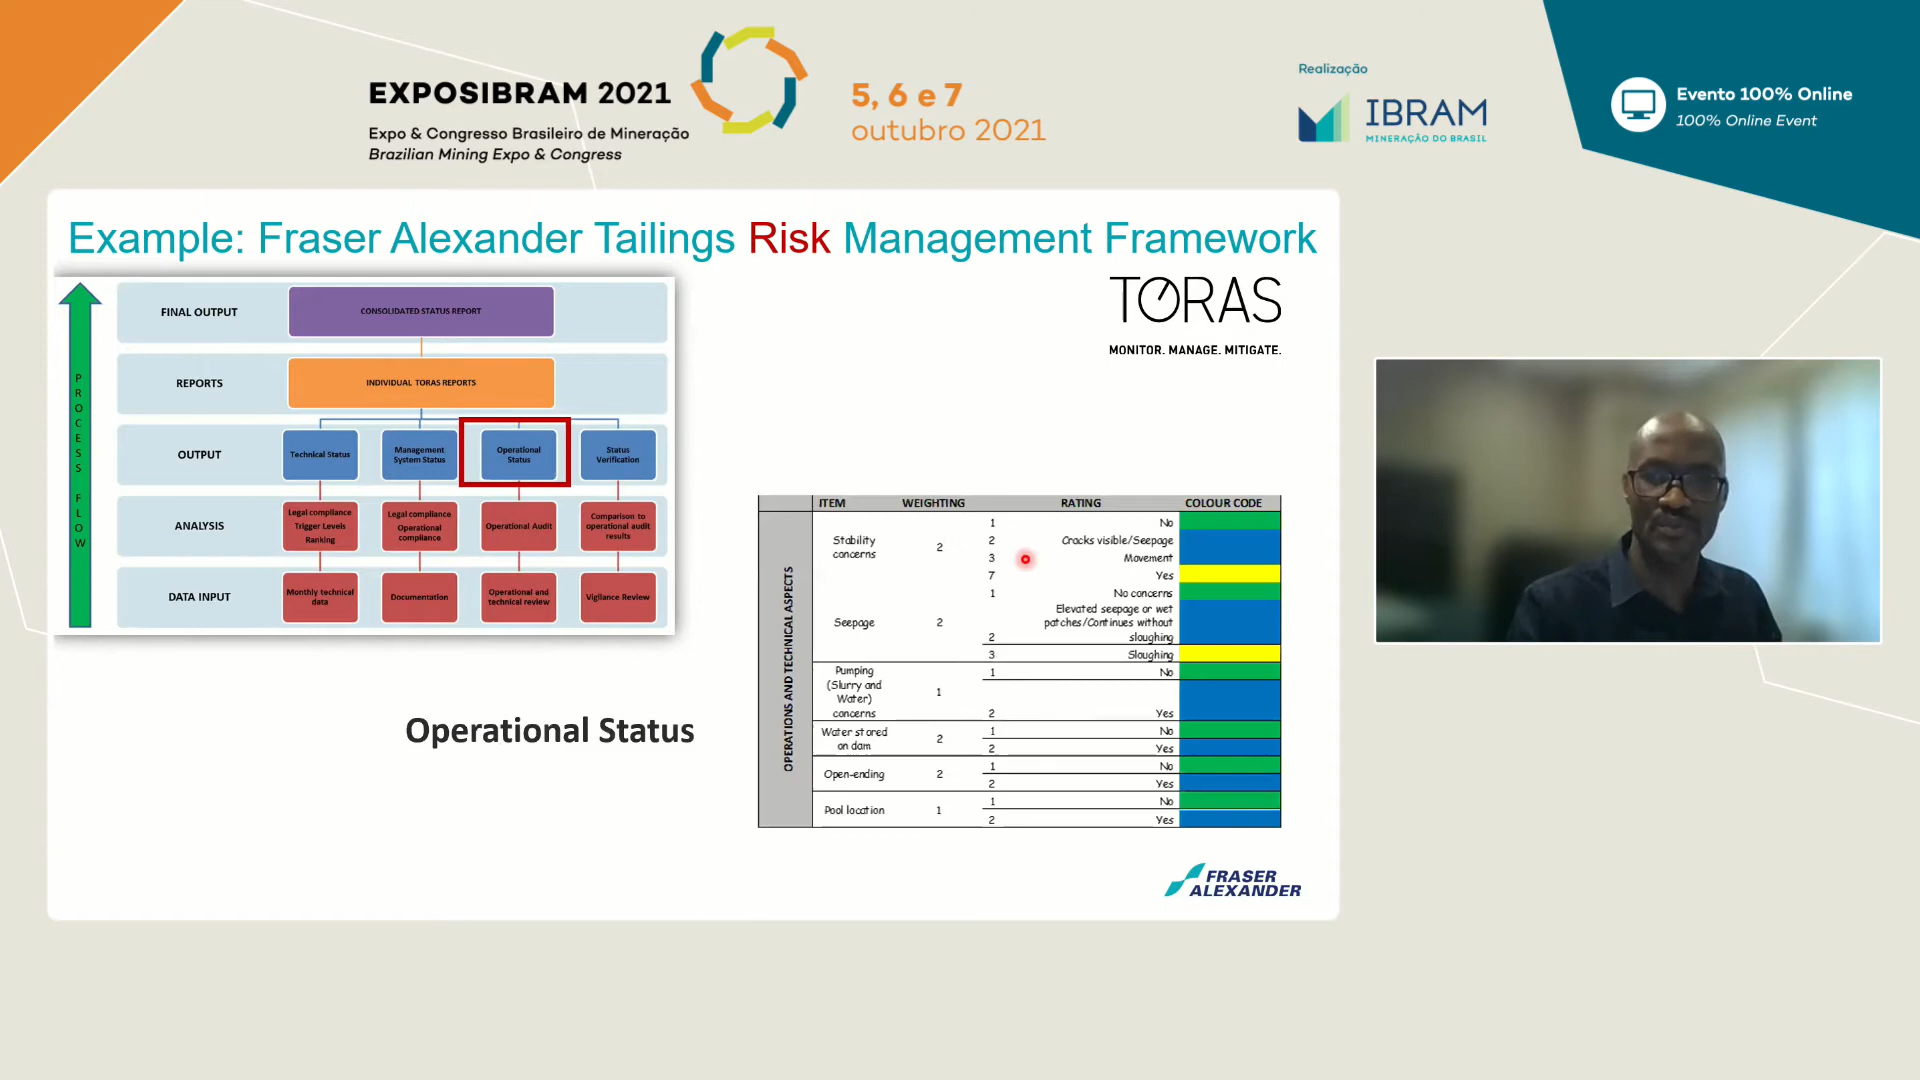 EXPOSIBRAM 2021
Expo & Congresso Brasileiro de Mineração
Brazilian Mining Expo & Congress
5, 6 e 7
outubro 2021
Realização
IBRAM
MINERAÇÃO DO BRASIL
Evento 100% Online
100% Online Event
Example: Fraser Alexander Tailings Risk Management Framework
TORAS
MONITOR. MANAGE. MITIGATE.
PROCESS FLOW
FINAL OUTPUT
CONSOLIDATED STATUS REPORT
REPORTS
INDIVIDUAL TORAS REPORTS
OUTPUT
Technical Status
Management
System Status
Operational
Status
Status
Verification
ANALYSIS
Legal compliance
Trigger Levels
Ranking
Legal compliance
Operational
compliance
Operational Audit
Comparison to
operational audit
results
DATA INPUT
Monthly technical
data
Documentation
Operational and
technical review
Vigilance Review
Operational Status
ITEM WEIGHTING RATING COLOUR CODE
OPERATIONS AND TECHNICAL ASPECTS
Stability
concerns
2
1 No
2 Cracks visible/Seepage
3 Movement
7 Yes
Seepage
2
1 No concerns
Elevated seepage or wet
patches/Continues without
2 sloughing
3 Sloughing
Pumping
(Slurry and
Water)
concerns
1
1 No
2 Yes
Water stored
on dam
2
1 No
2 Yes
Open-ending
2
1 No
2 Yes
Pool location
1
1 No
2 Yes
FRASER
ALEXANDER